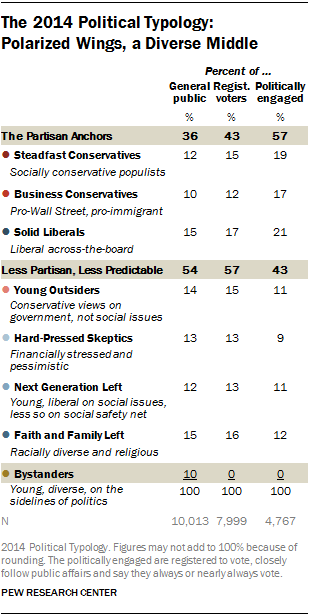 The 2014 Political Typology:
Polarized Wings, a Diverse Middle
Percent of ...
General Regist. Politically
public voters engaged
% % %
The Partisan Anchors 36 43 57
Steadfast Conservatives 12 15 19
Socially conservative populists
Business Conservatives 10 12 17
Pro-Wall Street, pro-immigrant
Solid Liberals 15 17 21
Liberal across-the-board
Less Partisan, Less Predictable 54 57 43
Young Outsiders 14 15 11
Conservative views on
government, not social issues
Hard-Pressed Skeptics 13 13 9
Financially stressed and
pessimistic
Next Generation Left 12 13 11
Young, liberal on social issues,
less so on social safety net
Faith and Family Left 15 16 12
Racially diverse and religious
Bystanders 10 0 0
Young, diverse, on the 100 100 100
sidelines of politics
N 10,013 7,999 4,767
2014 Political Typology. Figures may not add to 100% because of
rounding. The politically engaged are registered to vote, closely
follow public affairs and say they always or nearly always vote.
PEW RESEARCH CENTER